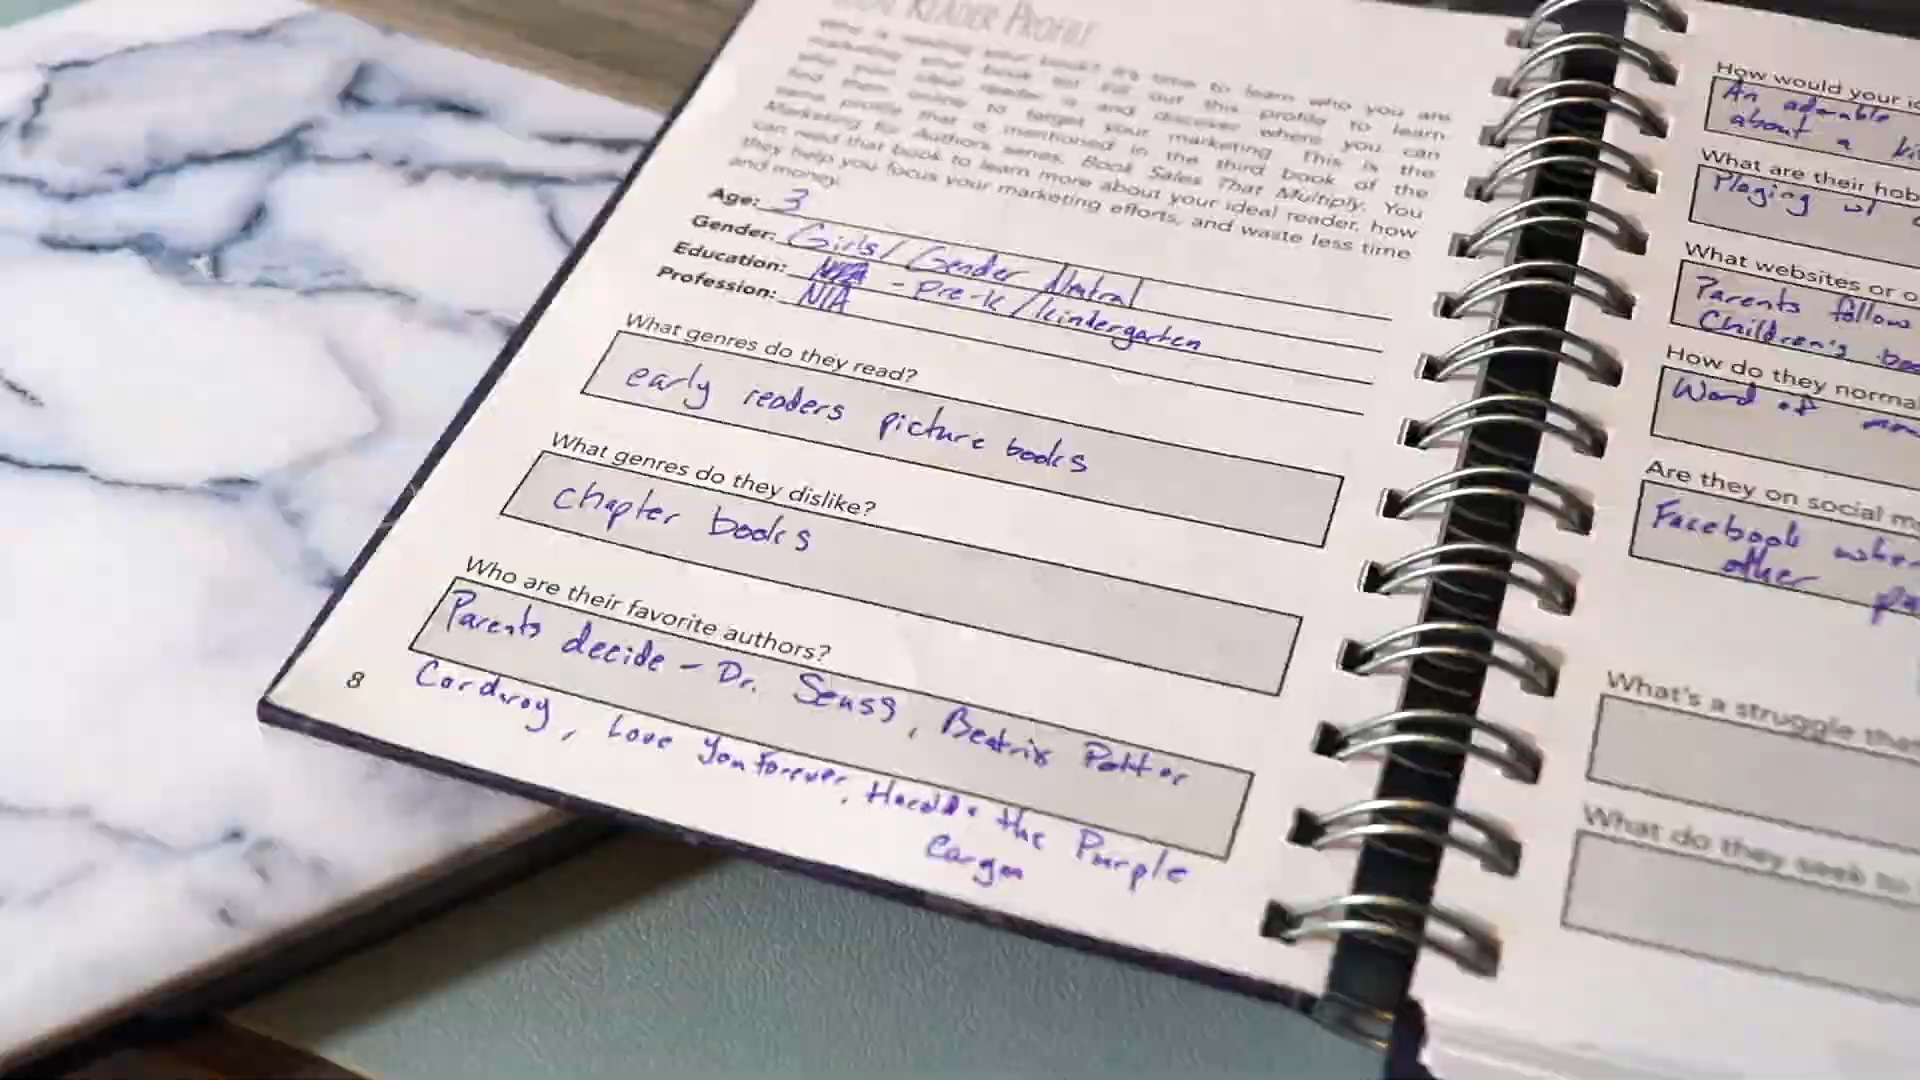 READER PROFILE
Who is reading your book? It's time to learn who you are
marketing your book to! Fill out this profile to learn
who your ideal reader is and discover where you can
find them online to target your marketing. This is the
same profile that is mentioned in the third book of the
Marketing for Authors series, Book Sales That Multiply. You
can read that book to learn more about your ideal reader, how
they help you focus your marketing efforts, and waste less time
and money.
Age: 3
Gender: Girls / Gender Neutral
Education: N/A - Pre-k / kindergarten
Profession: N/A
What genres do they read?
early readers picture books
What genres do they dislike?
chapter books
Who are their favorite authors?
Parents decide - Dr. Seuss, Beatrix Potter
Corduroy, Love You Forever, Harold & the Purple
8
How would your
An adorable
about a
What are their
Playing w/
What websites or
Parents follow
Children's
How do they
Word of
Are they on social
Facebook
other
What's a struggle that
What do they seek to